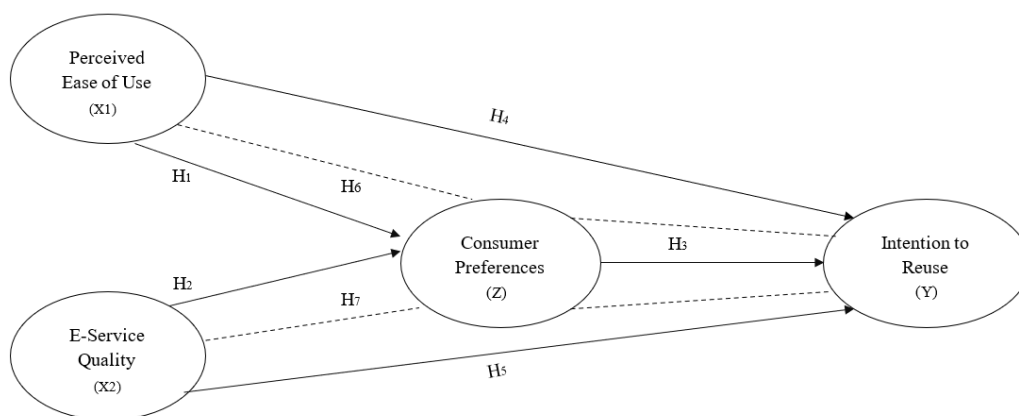 Perceived
Ease of Use
(X1)
H4
H1
H6
Consumer
Preferences
(Z)
H3
Intention to
Reuse
(Y)
H2
H7
E-Service
Quality
(X2)
H5